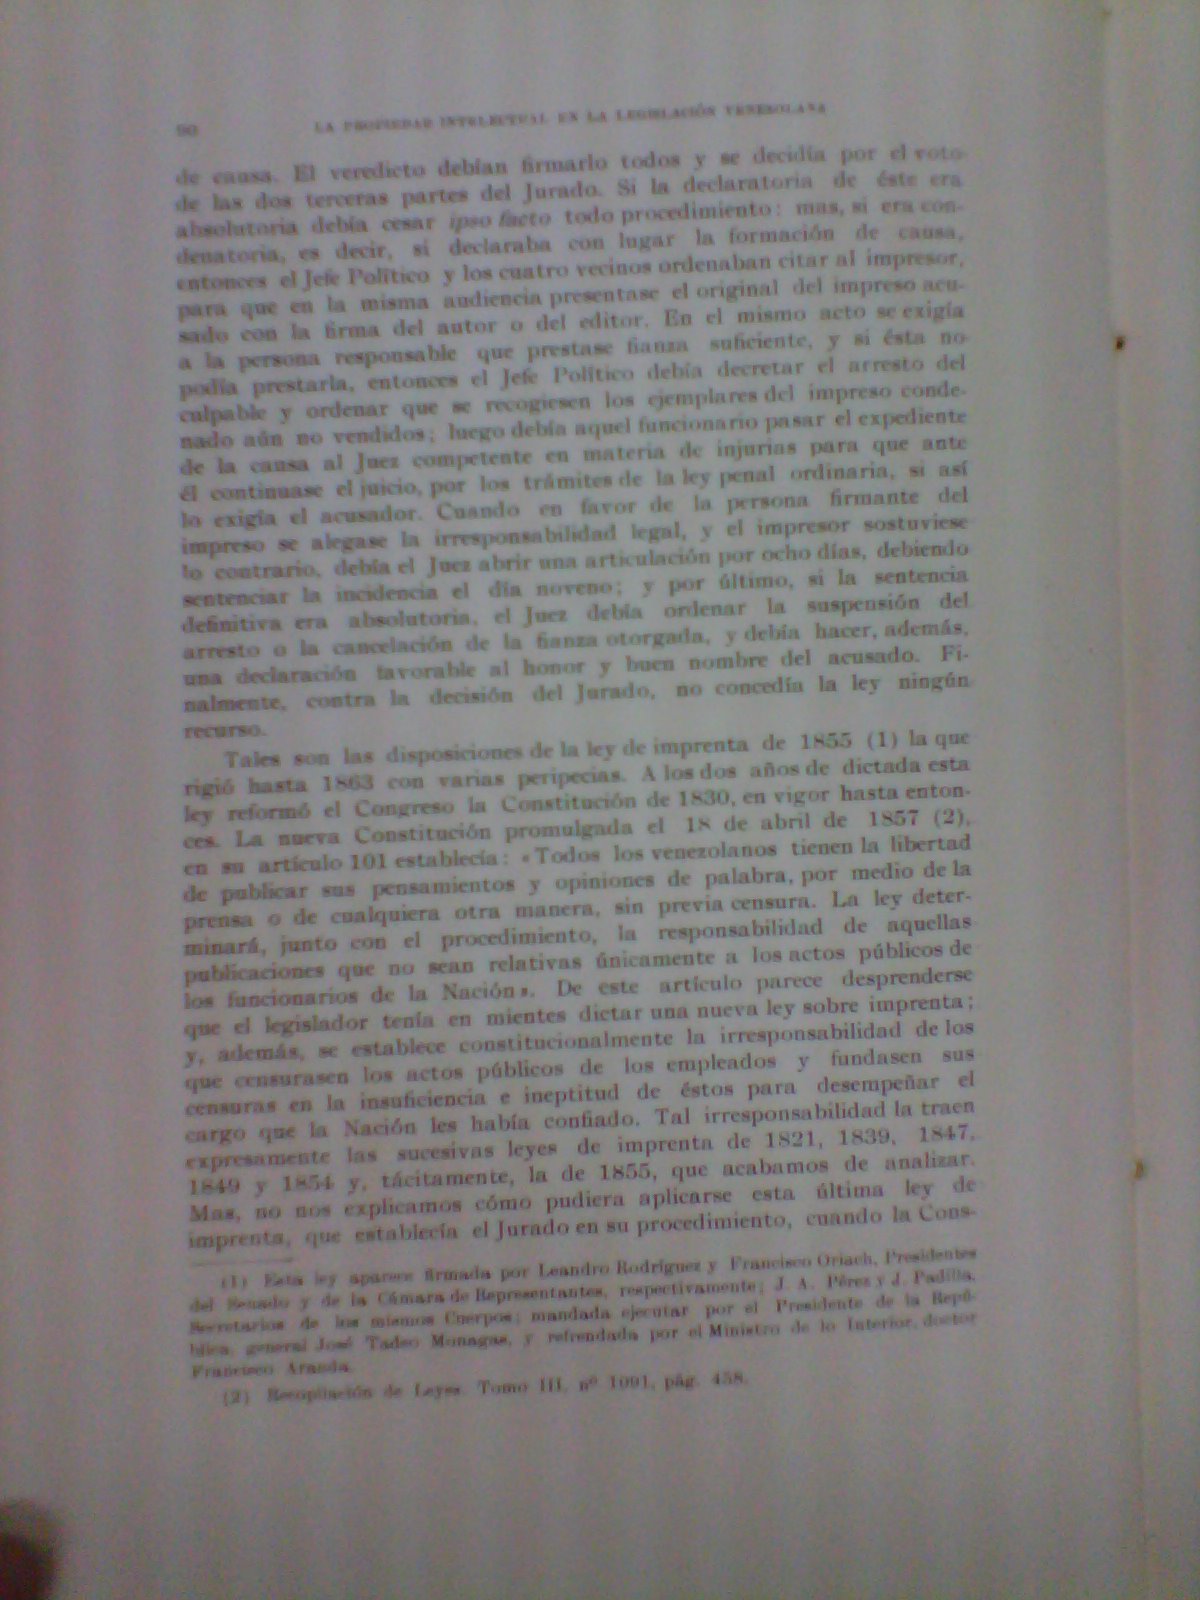 90 LA PROPIEDAD INTELECTUAL EN LA LEGISLACIÓN VENEZOLANA
de causa. El veredicto debían firmarlo todos y se decidía por el voto
de las dos terceras partes del Jurado. Si la declaratoria de éste era
absolutoria debía cesar ipso facto todo procedimiento: mas, si era con-
denatoria, es decir, si declaraba con lugar la formación de causa,
entonces el Jefe Político y los cuatro vecinos ordenaban citar al impresor,
para que en la misma audiencia presentase el original del impreso acu-
sado con la firma del autor o del editor. En el mismo acto se exigía
a la persona responsable que prestase fianza suficiente, y si ésta no
podía prestarla, entonces el Jefe Político debía decretar el arresto del
culpable y ordenar que se recogiesen los ejemplares del impreso conde-
nado aún no vendidos; luego debía aquel funcionario pasar el expediente
de la causa al Juez competente en materia de injurias para que ante
él continuase el juicio, por los trámites de la ley penal ordinaria, si así
lo exigía el acusador. Cuando en favor de la persona firmante del
impreso se alegase la irresponsabilidad legal, y el impresor sostuviese
lo contrario, debía el Juez abrir una articulación por ocho días, debiendo
sentenciar la incidencia el día noveno; y por último, si la sentencia
definitiva era absolutoria, el Juez debía ordenar la suspensión del
arresto o la cancelación de la fianza otorgada, y debía hacer, además,
una declaración favorable al honor y buen nombre del acusado. Fi-
nalmente, contra la decisión del Jurado, no concedía la ley ningún
recurso.
Tales son las disposiciones de la ley de imprenta de 1855 (1) la que
rigió hasta 1863 con varias peripecias. A los dos años de dictada esta
ley reformó el Congreso la Constitución de 1830, en vigor hasta enton-
ces. La nueva Constitución promulgada el 18 de abril de 1857 (2),
en su artículo 101 establecía: «Todos los venezolanos tienen la libertad
de publicar sus pensamientos y opiniones de palabra, por medio de la
prensa o de cualquiera otra manera, sin previa censura. La ley deter-
minará, junto con el procedimiento, la responsabilidad de aquellas
publicaciones que no sean relativas únicamente a los actos públicos de
los funcionarios de la Nación». De este artículo parece desprenderse
que el legislador tenía en mientes dictar una nueva ley sobre imprenta;
y, además, se establece constitucionalmente la irresponsabilidad de los
que censurasen los actos públicos de los empleados y fundasen sus
censuras en la insuficiencia e ineptitud de éstos para desempeñar el
cargo que la Nación les había confiado. Tal irresponsabilidad la traen
expresamente las sucesivas leyes de imprenta de 1821, 1839, 1847,
1849 y 1854 y, tácitamente, la de 1855, que acabamos de analizar.
Mas, no nos explicamos cómo pudiera aplicarse esta última ley de
imprenta, que establecía el Jurado en su procedimiento, cuando la Cons-
(1) Esta ley aparece firmada por Leandro Rodríguez y Francisco Oriach, Presidentes
del Senado y de la Cámara de Representantes, respectivamente; J. A. Pérez y J. Padilla,
Secretarios de los mismos Cuerpos; mandada ejecutar por el Presidente de la Repú-
blica, general José Tadeo Monagas, y refrendada por el Ministro de lo Interior, doctor
Francisco Aranda.
(2) Recopilación de Leyes. Tomo III, nº 1091, pág. 458.